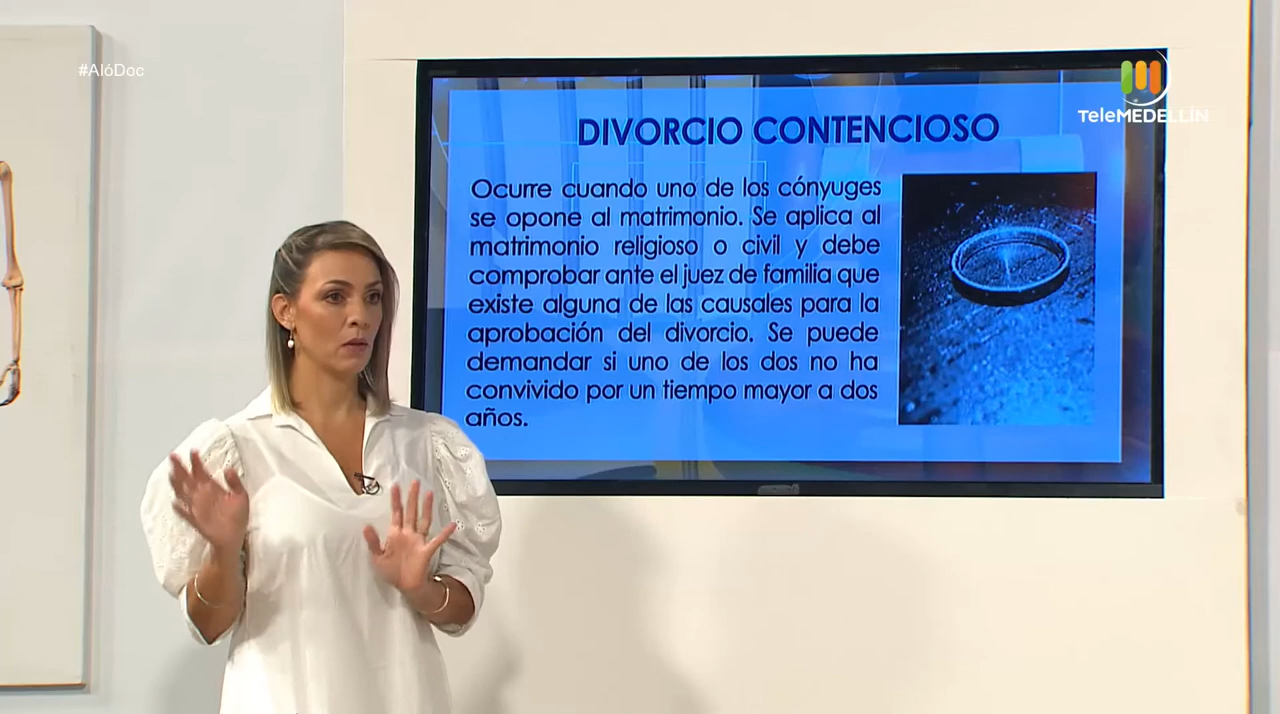 #AlóDoc
TeleMEDELLÍN
DIVORCIO CONTENCIOSO
Ocurre cuando uno de los cónyuges
se opone al matrimonio. Se aplica al
matrimonio religioso o civil y debe
comprobar ante el juez de familia que
existe alguna de las causales para la
aprobación del divorcio. Se puede
demandar si uno de los dos no ha
convivido por un tiempo mayor a dos
años.